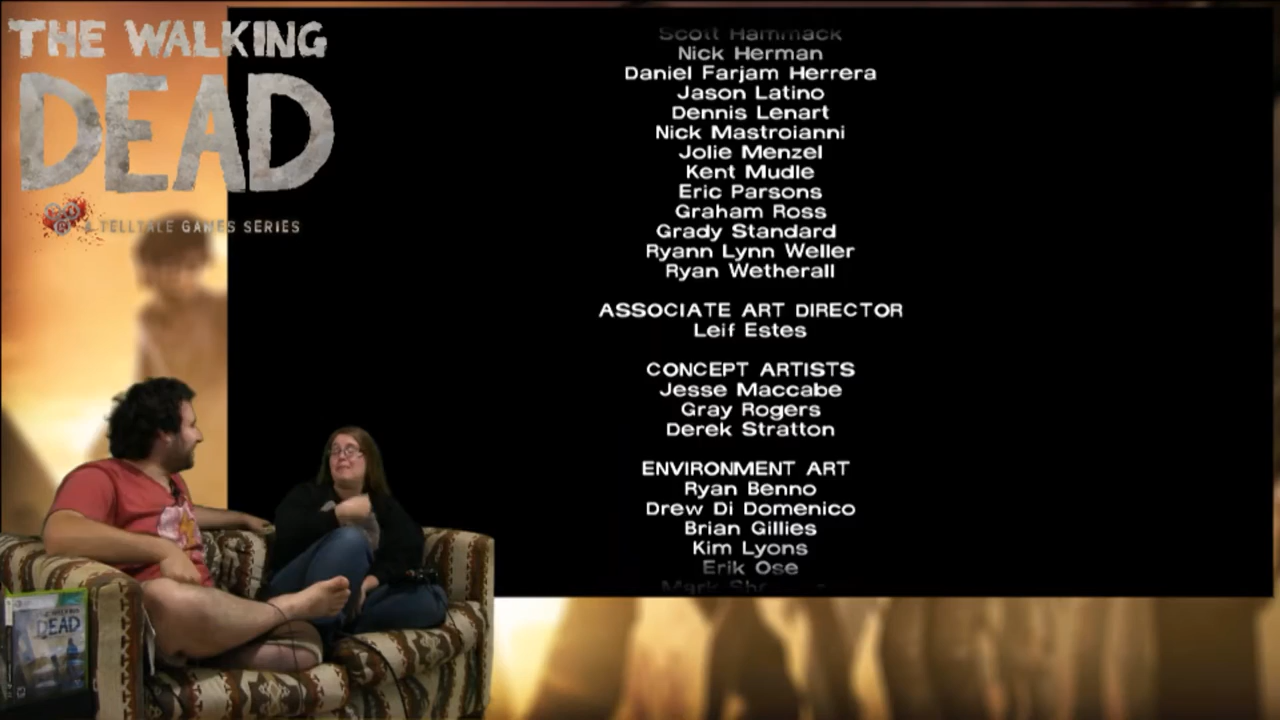 THE WALKING
DEAD
A TELLTALE GAMES SERIES
Scott Hammack
Nick Herman
Daniel Farjam Herrera
Jason Latino
Dennis Lenart
Nick Mastroianni
Jolie Menzel
Kent Mudle
Eric Parsons
Graham Ross
Grady Standard
Ryann Lynn Weller
Ryan Wetherall
ASSOCIATE ART DIRECTOR
Leif Estes
CONCEPT ARTISTS
Jesse Maccabe
Gray Rogers
Derek Stratton
ENVIRONMENT ART
Ryan Benno
Drew Di Domenico
Brian Gillies
Kim Lyons
Erik Ose
Mark
DEAD